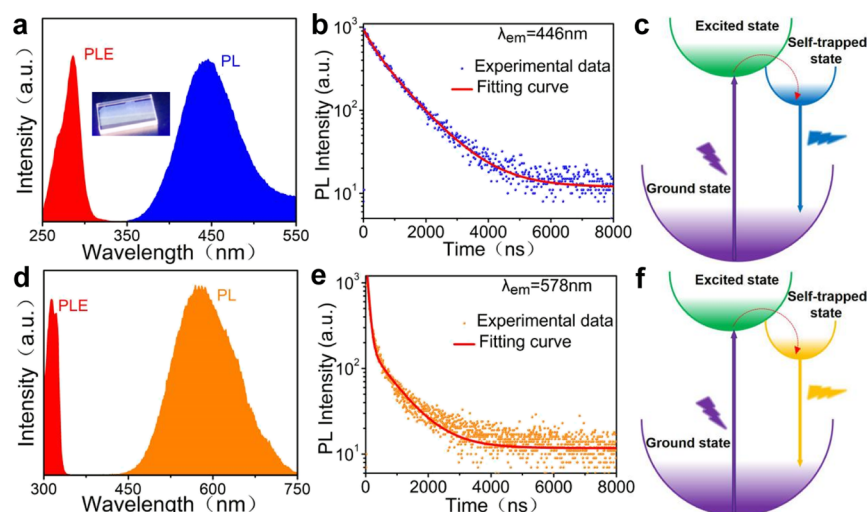 a
PLE
PL
Intensity（a.u.）
250
350
450
550
Wavelength（nm）
b
λem=446nm
Experimental data
Fitting curve
PL Intensity (a.u.)
10³
10²
10¹
0
2000
4000
6000
8000
Time（ns）
c
Excited state
Self-trapped
state
Ground state
d
PLE
PL
Intensity（a.u.）
300
450
600
750
Wavelength（nm）
e
λem=578nm
Experimental data
Fitting curve
PL Intensity (a.u.)
10³
10²
10¹
0
2000
4000
6000
8000
Time（ns）
f
Excited state
Self-trapped
state
Ground state